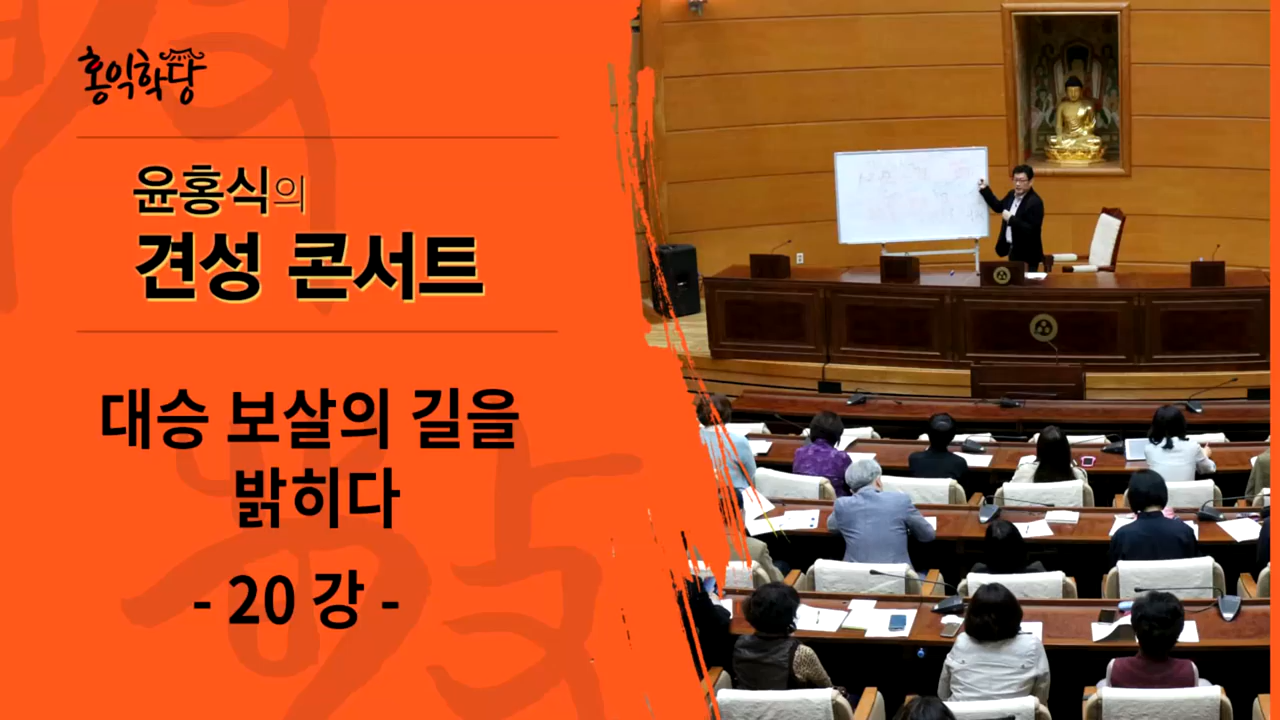 홍익학당
윤홍식의
견성 콘서트
대승 보살의 길을
밝히다
- 20 강 -